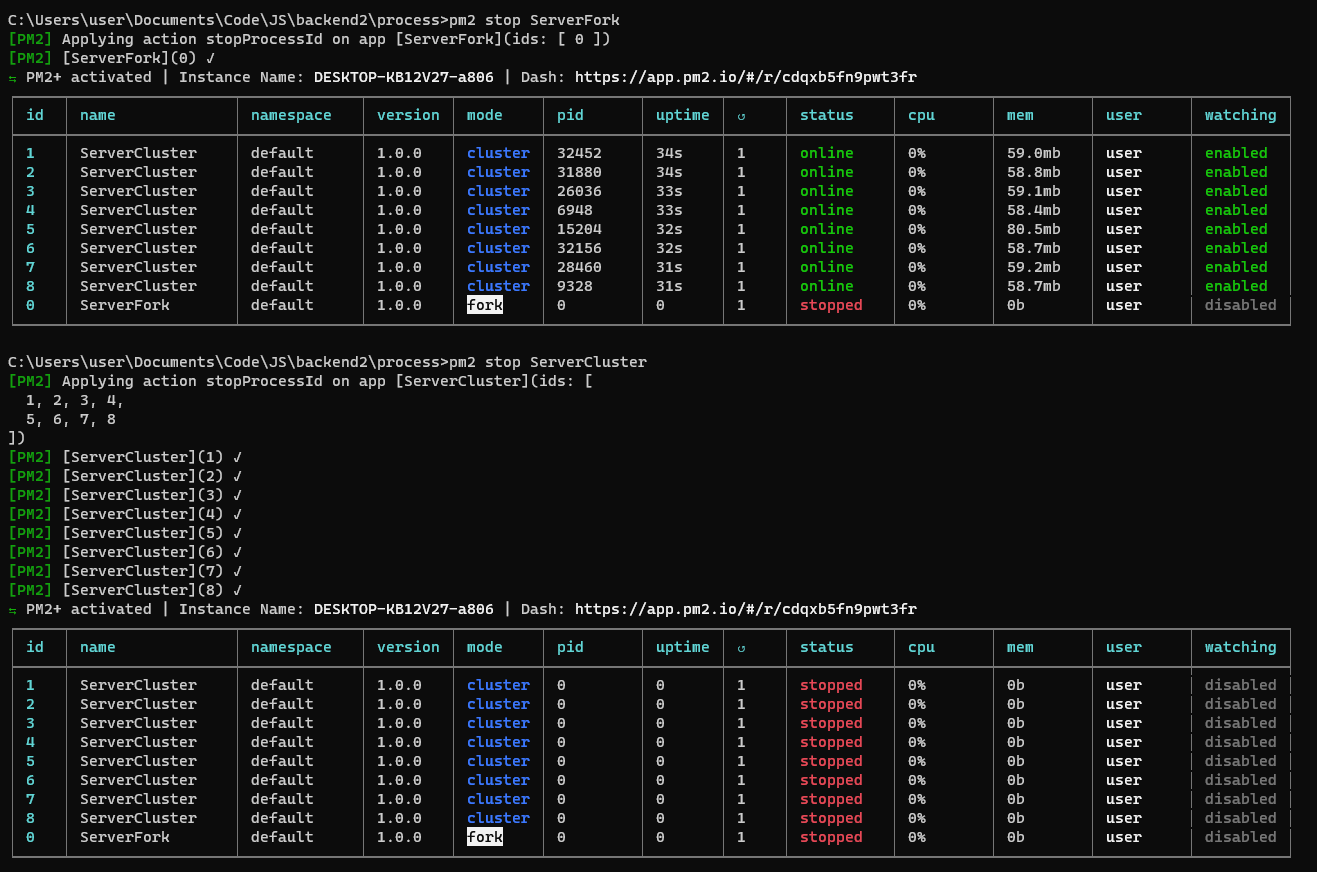 C:\Users\user\Documents\Code\JS\backend2\process>pm2 stop ServerFork
[PM2] Applying action stopProcessId on app [ServerFork](ids: [ 0 ])
[PM2] [ServerFork](0) ✓
⇆ PM2+ activated | Instance Name: DESKTOP-KB12V27-a806 | Dash: https://app.pm2.io/#/r/cdqxb5fn9pwt3fr
id name namespace version mode pid uptime ↺ status cpu mem user watching
1 ServerCluster default 1.0.0 cluster 32452 34s 1 online 0% 59.0mb user enabled
2 ServerCluster default 1.0.0 cluster 31880 34s 1 online 0% 58.8mb user enabled
3 ServerCluster default 1.0.0 cluster 26036 33s 1 online 0% 59.1mb user enabled
4 ServerCluster default 1.0.0 cluster 6948 33s 1 online 0% 58.4mb user enabled
5 ServerCluster default 1.0.0 cluster 15204 32s 1 online 0% 80.5mb user enabled
6 ServerCluster default 1.0.0 cluster 32156 32s 1 online 0% 58.7mb user enabled
7 ServerCluster default 1.0.0 cluster 28460 31s 1 online 0% 59.2mb user enabled
8 ServerCluster default 1.0.0 cluster 9328 31s 1 online 0% 58.7mb user enabled
0 ServerFork default 1.0.0 fork 0 0 1 stopped 0% 0b user disabled
C:\Users\user\Documents\Code\JS\backend2\process>pm2 stop ServerCluster
[PM2] Applying action stopProcessId on app [ServerCluster](ids: [
1, 2, 3, 4,
5, 6, 7, 8
])
[PM2] [ServerCluster](1) ✓
[PM2] [ServerCluster](2) ✓
[PM2] [ServerCluster](3) ✓
[PM2] [ServerCluster](4) ✓
[PM2] [ServerCluster](5) ✓
[PM2] [ServerCluster](6) ✓
[PM2] [ServerCluster](7) ✓
[PM2] [ServerCluster](8) ✓
⇆ PM2+ activated | Instance Name: DESKTOP-KB12V27-a806 | Dash: https://app.pm2.io/#/r/cdqxb5fn9pwt3fr
id name namespace version mode pid uptime ↺ status cpu mem user watching
1 ServerCluster default 1.0.0 cluster 0 0 1 stopped 0% 0b user disabled
2 ServerCluster default 1.0.0 cluster 0 0 1 stopped 0% 0b user disabled
3 ServerCluster default 1.0.0 cluster 0 0 1 stopped 0% 0b user disabled
4 ServerCluster default 1.0.0 cluster 0 0 1 stopped 0% 0b user disabled
5 ServerCluster default 1.0.0 cluster 0 0 1 stopped 0% 0b user disabled
6 ServerCluster default 1.0.0 cluster 0 0 1 stopped 0% 0b user disabled
7 ServerCluster default 1.0.0 cluster 0 0 1 stopped 0% 0b user disabled
8 ServerCluster default 1.0.0 cluster 0 0 1 stopped 0% 0b user disabled
0 ServerFork default 1.0.0 fork 0 0 1 stopped 0% 0b user disabled